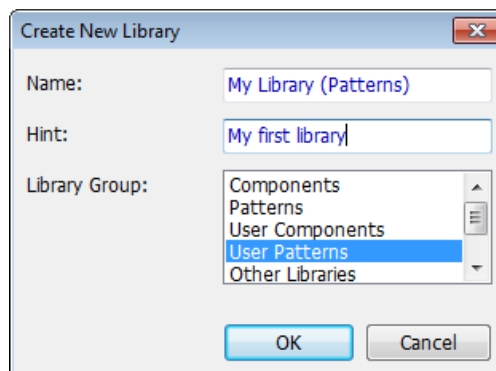 Create New Library
Name: My Library (Patterns)
Hint: My first library
Library Group: Components
Patterns
User Components
User Patterns
Other Libraries
OK Cancel